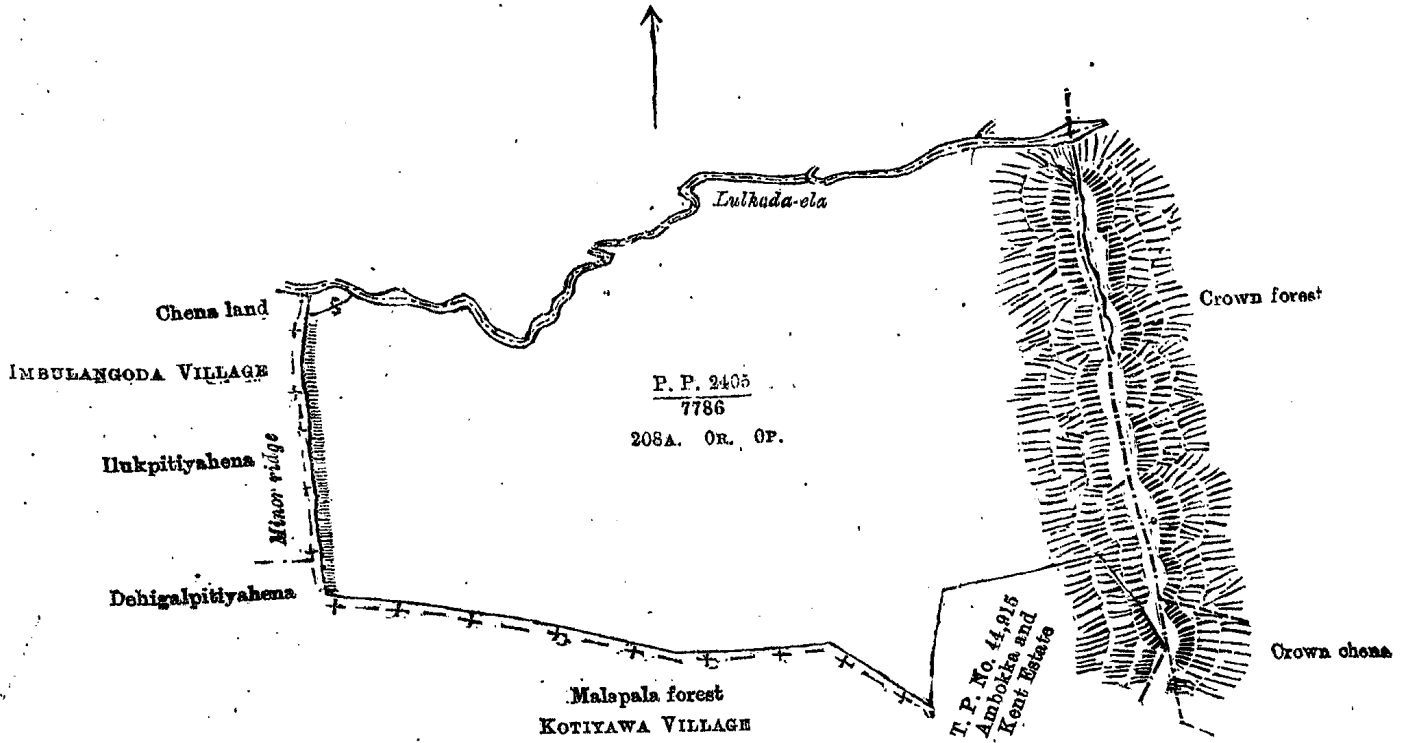 Lulkada-ela
Chena land
Crown forest
IMBULANGODA VILLAGE
P. P. 2405
7786
208A. 0R. 0P.
Ilukpitiyahena
Minor ridge
Dehigalpitiyahena
T. P. No. 44,915
Ambokka and
Kent Estate
Crown chena
Malapala forest
KOTIYAWA VILLAGE